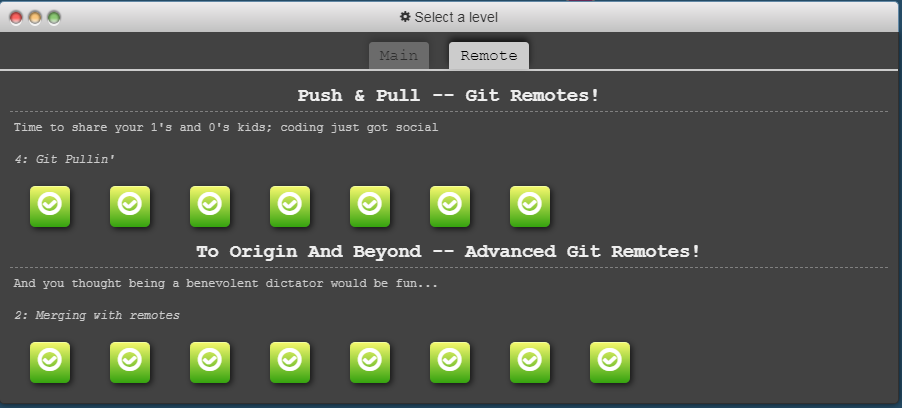 Select a level
Main Remote
Push & Pull -- Git Remotes!
Time to share your 1's and 0's kids; coding just got social
4: Git Pullin'
To Origin And Beyond -- Advanced Git Remotes!
And you thought being a benevolent dictator would be fun...
2: Merging with remotes